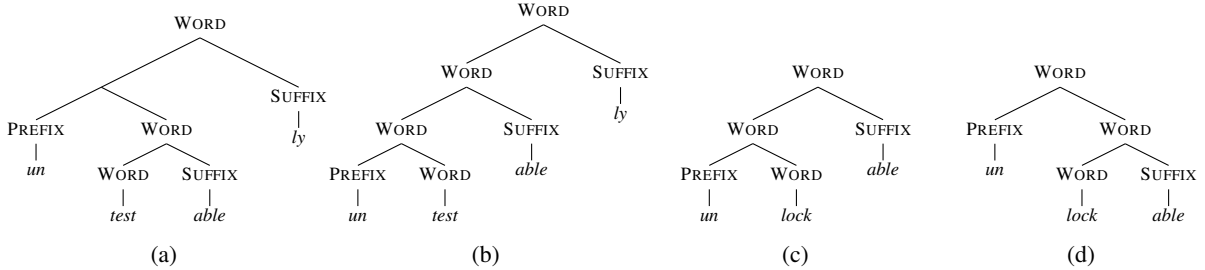 WORD
SUFFIX
ly
PREFIX
un
WORD
WORD
test
SUFFIX
able
(a)
WORD
WORD
SUFFIX
ly
WORD
SUFFIX
able
PREFIX
un
WORD
test
(b)
WORD
WORD
SUFFIX
able
PREFIX
un
WORD
lock
(c)
WORD
PREFIX
un
WORD
WORD
lock
SUFFIX
able
(d)